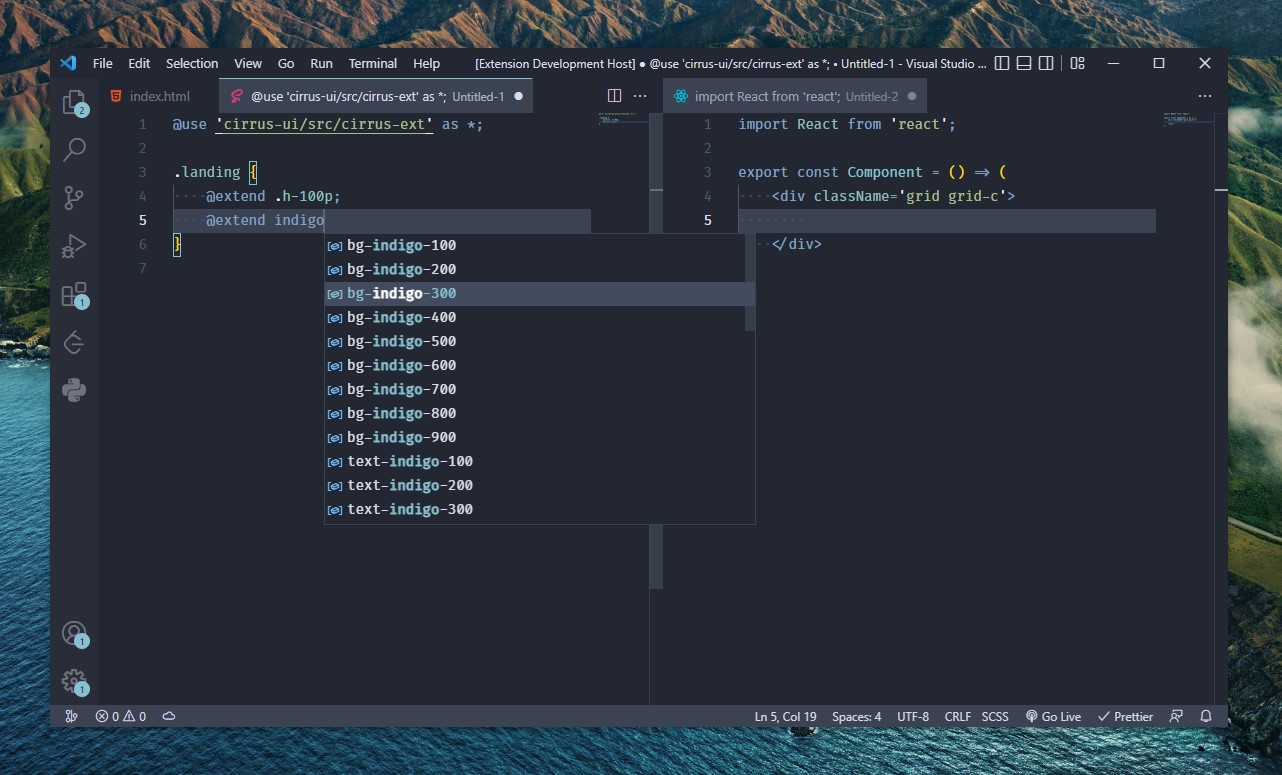 File Edit Selection View Go Run Terminal Help [Extension Development Host] ● @use 'cirrus-ui/src/cirrus-ext' as *; • Untitled-1 - Visual Studio ...
index.html @use 'cirrus-ui/src/cirrus-ext' as *; Untitled-1 ● ··· import React from 'react'; Untitled-2 ● ···
1 @use 'cirrus-ui/src/cirrus-ext' as *;
2
3 .landing {
4 ····@extend .h-100p;
5 ····@extend indigo
6 }
7
bg-indigo-100
bg-indigo-200
bg-indigo-300
bg-indigo-400
bg-indigo-500
bg-indigo-600
bg-indigo-700
bg-indigo-800
bg-indigo-900
text-indigo-100
text-indigo-200
text-indigo-300
1 import React from 'react';
2
3 export const Component = () => (
4 ····<div className='grid grid-c'>
5 ········
</div>
2
1
1
1
0 0 Ln 5, Col 19 Spaces: 4 UTF-8 CRLF SCSS Go Live Prettier